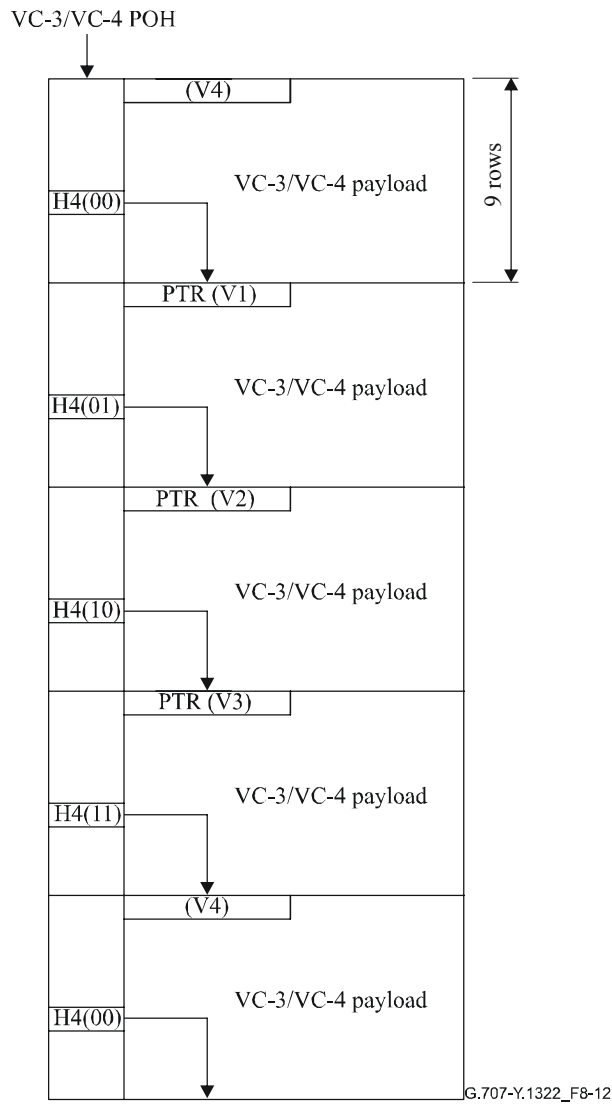 VC-3/VC-4 POH
(V4)
VC-3/VC-4 payload
9 rows
H4(00)
PTR (V1)
VC-3/VC-4 payload
H4(01)
PTR (V2)
VC-3/VC-4 payload
H4(10)
PTR (V3)
VC-3/VC-4 payload
H4(11)
(V4)
VC-3/VC-4 payload
H4(00)
G.707-Y.1322_F8-12